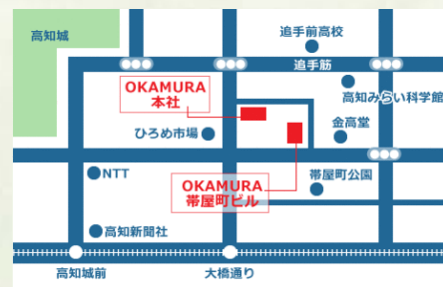 高知城
追手前高校
追手筋
OKAMURA
本社
高知みらい科学館
ひろめ市場
金高堂
NTT
OKAMURA
帯屋町ビル
帯屋町公園
高知新聞社
高知城前
大橋通り